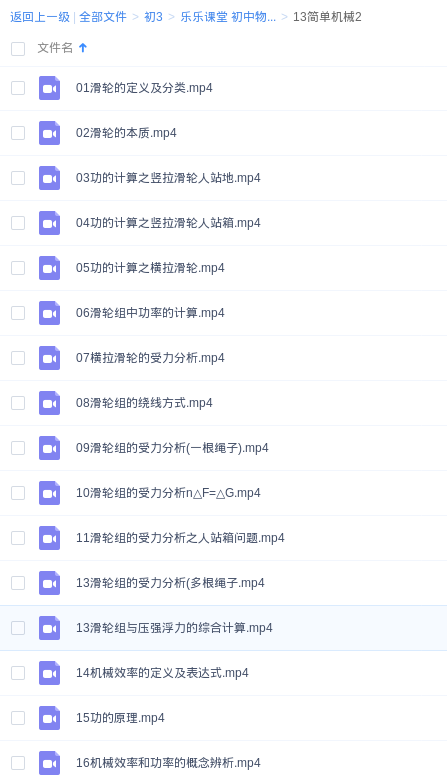 返回上一级 | 全部文件 > 初3 > 乐乐课堂 初中物... > 13简单机械2
文件名
01滑轮的定义及分类.mp4
02滑轮的本质.mp4
03功的计算之竖拉滑轮人站地.mp4
04功的计算之竖拉滑轮人站箱.mp4
05功的计算之横拉滑轮.mp4
06滑轮组中功率的计算.mp4
07横拉滑轮的受力分析.mp4
08滑轮组的绕线方式.mp4
09滑轮组的受力分析(一根绳子).mp4
10滑轮组的受力分析n△F=△G.mp4
11滑轮组的受力分析之人站箱问题.mp4
13滑轮组的受力分析(多根绳子.mp4
13滑轮组与压强浮力的综合计算.mp4
14机械效率的定义及表达式.mp4
15功的原理.mp4
16机械效率和功率的概念辨析.mp4